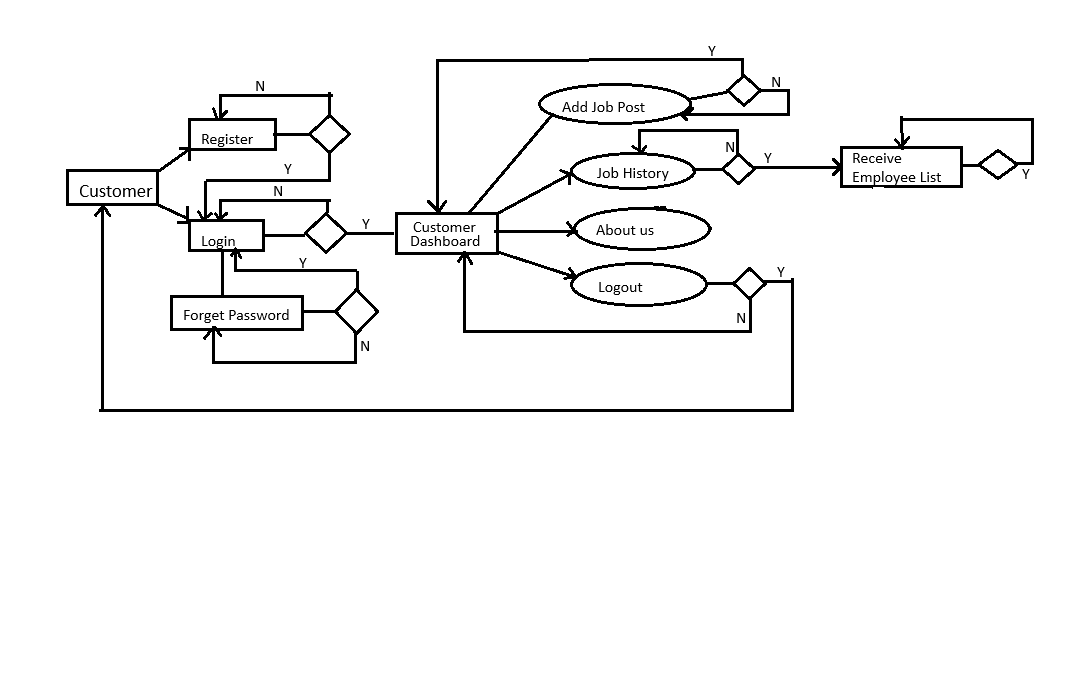 Y
N
Add Job Post
N
Register
N
Y
Receive
Employee List
Y
Job History
Y
Customer
N
Login
Y
Customer
Dashboard
About us
Y
Y
Logout
Forget Password
N
N